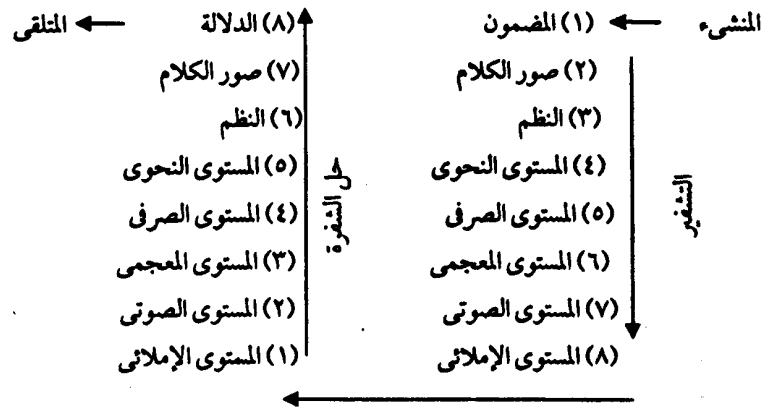 المنشىء (١) المضمون (٨) الدلالة المتلقى
(٢) صور الكلام (٧) صور الكلام
(٣) النظم (٦) النظم
(٤) المستوى النحوى (٥) المستوى النحوى
(٥) المستوى الصرفى (٤) المستوى الصرفى
(٦) المستوى المعجمى (٣) المستوى المعجمى
(٧) المستوى الصوتى (٢) المستوى الصوتى
(٨) المستوى الإملائى (١) المستوى الإملائى
التشفير
حل الشفرة